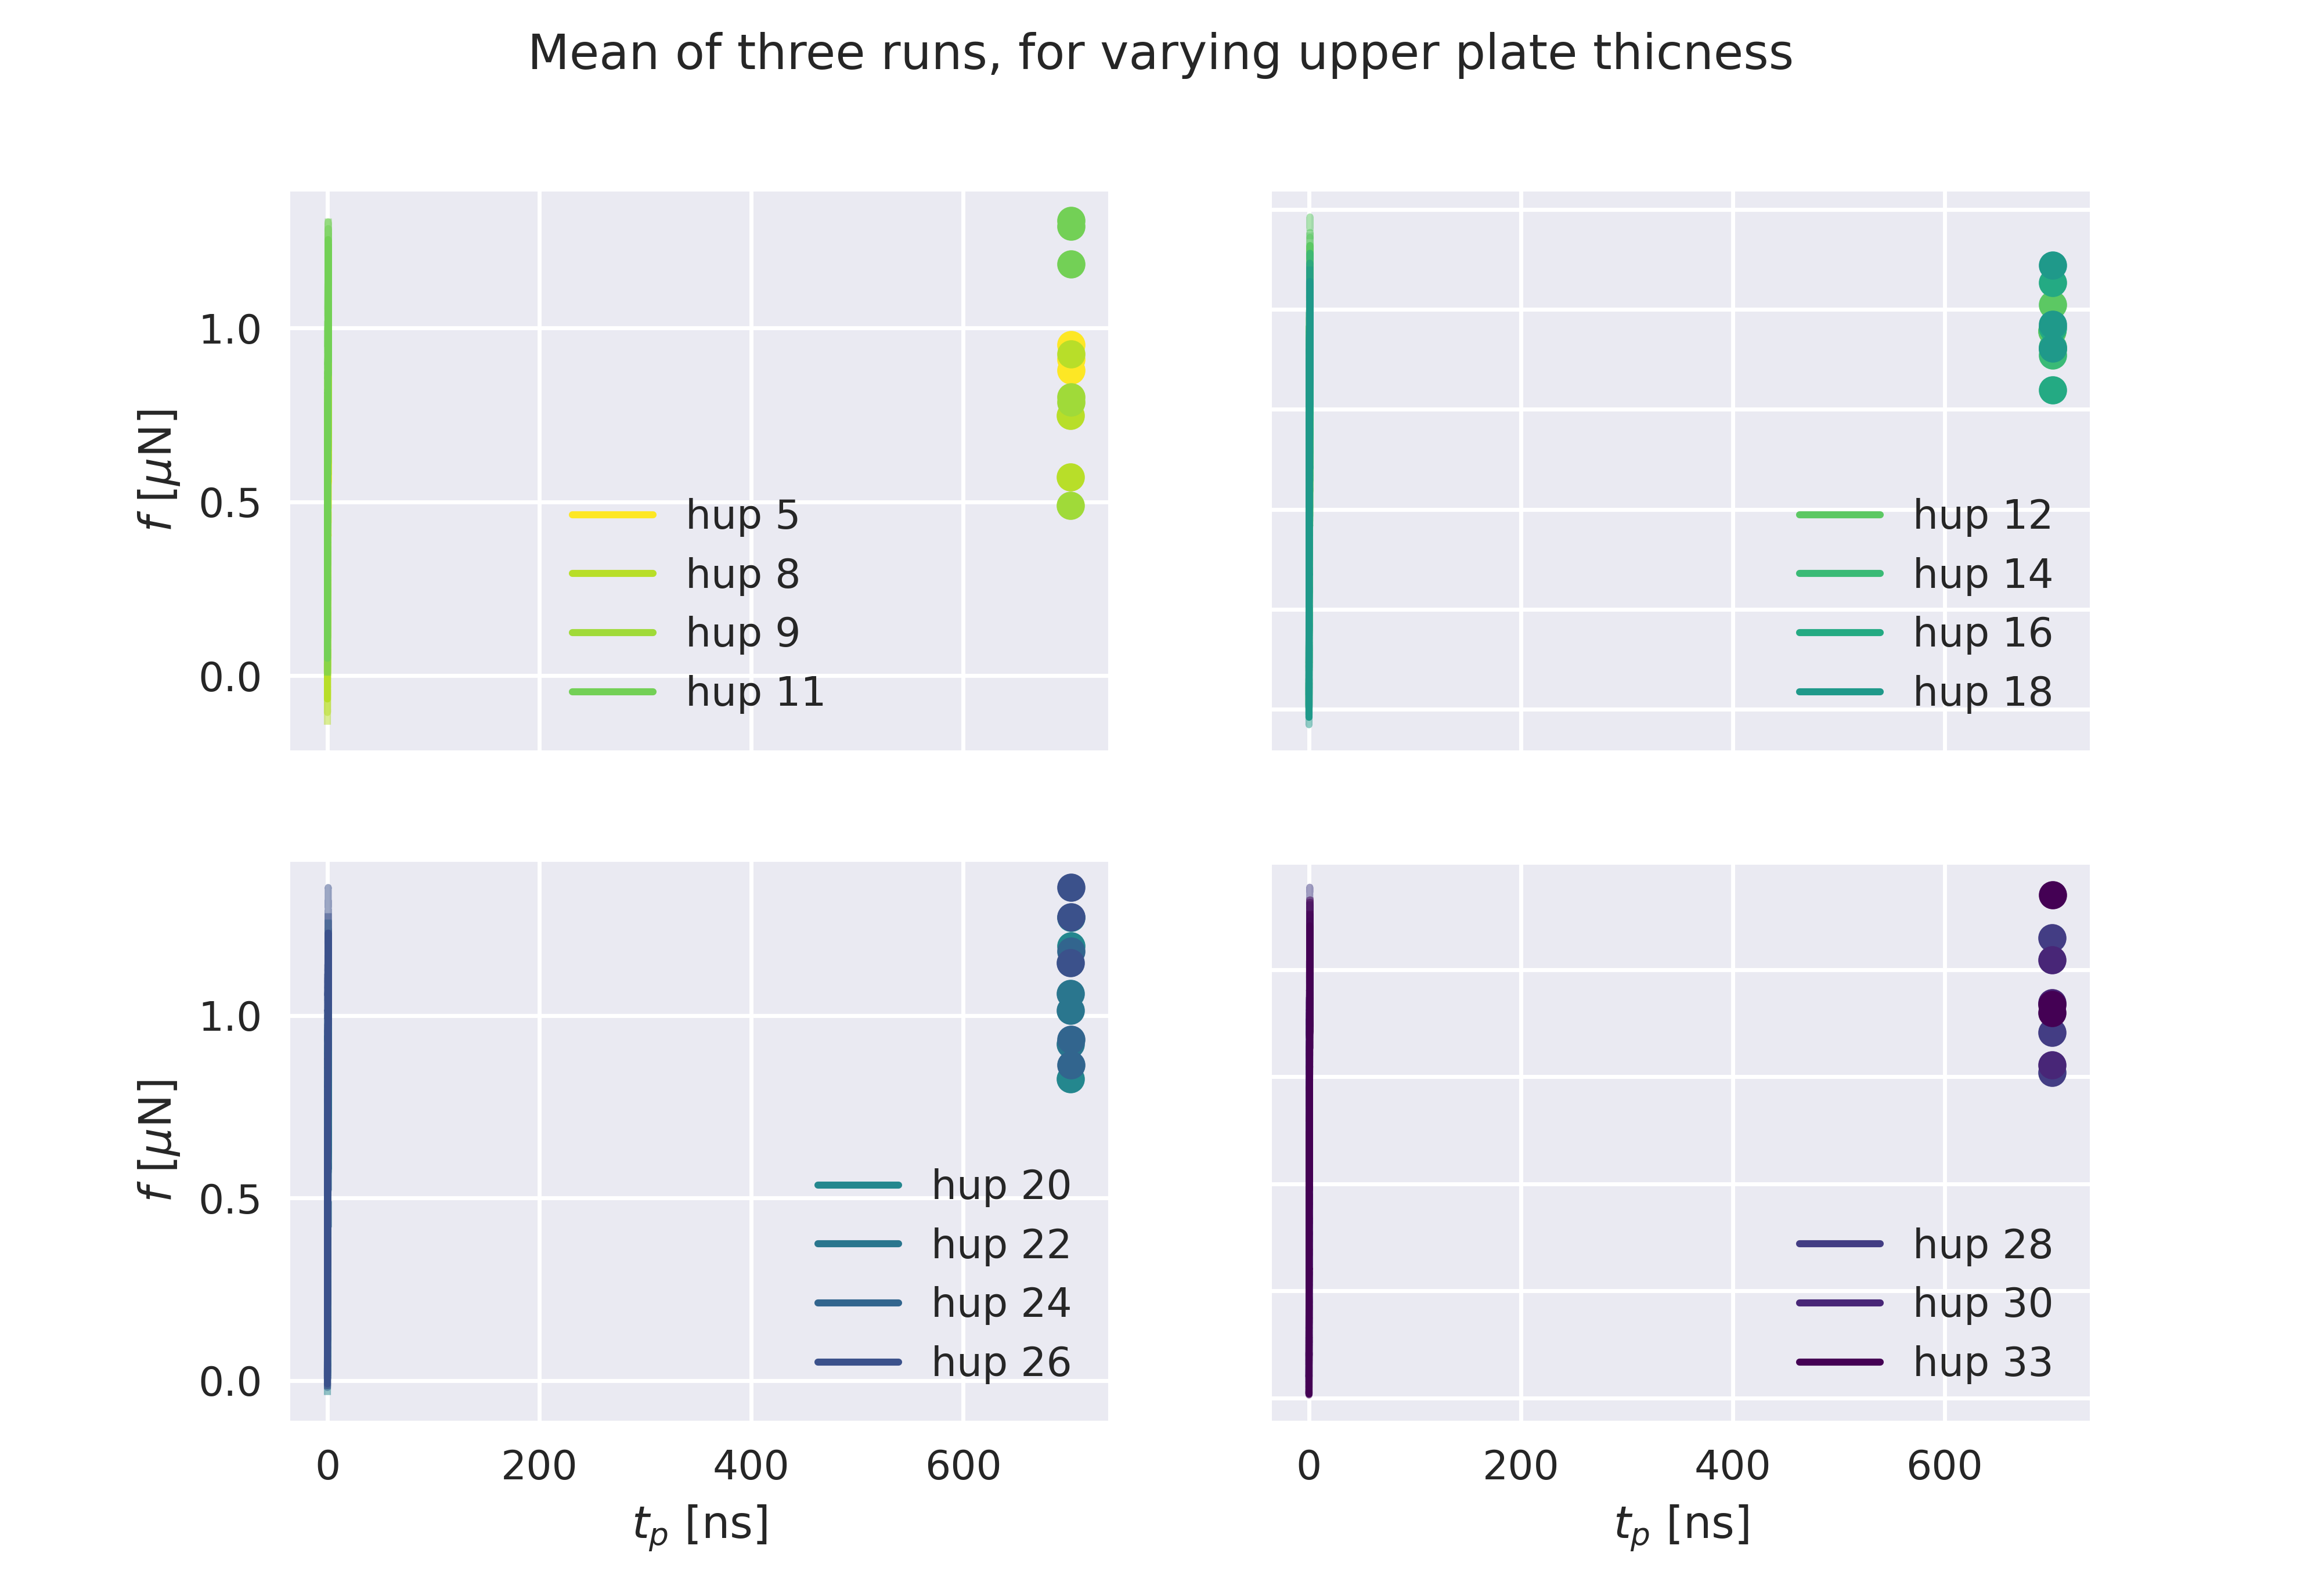 Mean of three runs, for varying upper plate thicness
f [μN]
1.0
0.5
0.0
hup 5
hup 8
hup 9
hup 11
hup 12
hup 14
hup 16
hup 18
f [μN]
1.0
0.5
0.0
hup 20
hup 22
hup 24
hup 26
hup 28
hup 30
hup 33
0 200 400 600
0 200 400 600
t_p [ns]
t_p [ns]